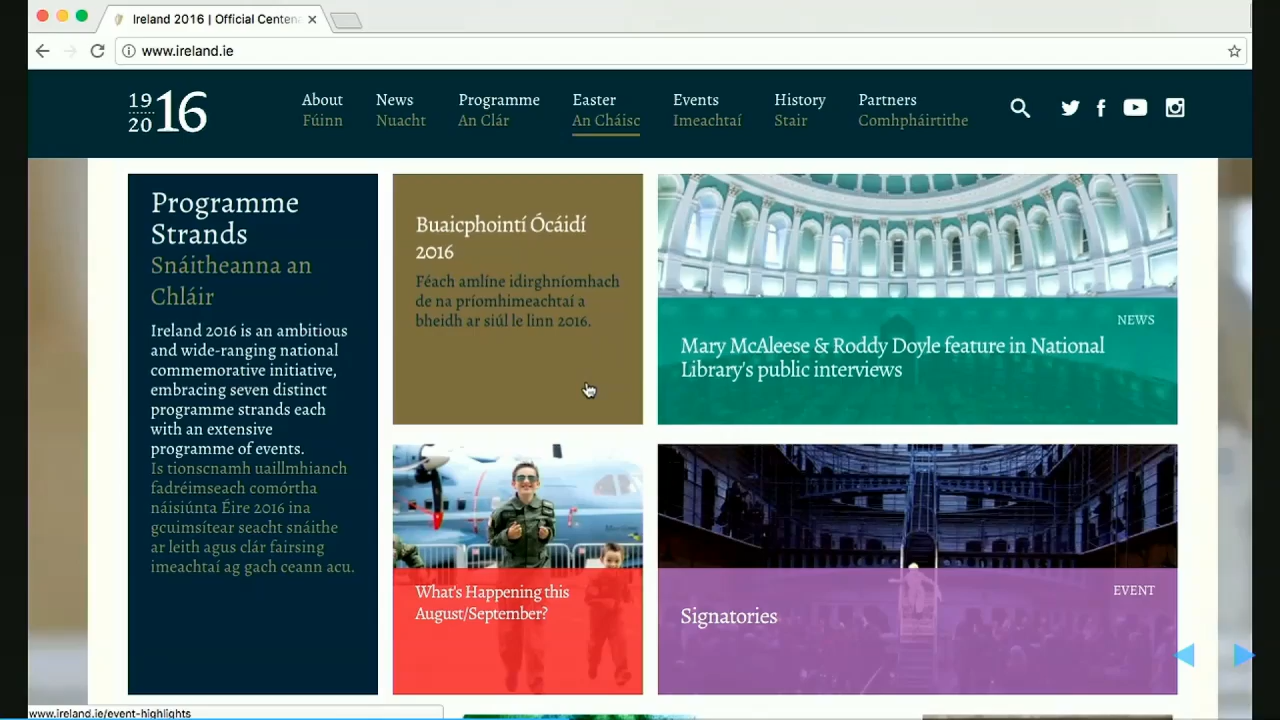 Ireland 2016 | Official Centena
www.ireland.ie
19
20
16
About
Fúinn
News
Nuacht
Programme
An Clár
Easter
An Cháisc
Events
Imeachtaí
History
Stair
Partners
Comhpháirtithe
Programme
Strands
Snáitheanna an
Chláir
Ireland 2016 is an ambitious
and wide-ranging national
commemorative initiative,
embracing seven distinct
programme strands each
with an extensive
programme of events.
Is tionscnamh uaillmhianch
fadréimseach comórtha
náisiúnta Éire 2016 ina
gcuimsítear seacht snáithe
ar leith agus clár fairsing
imeachtaí ag gach ceann acu.
Buaicphointí Ócáidí
2016
Féach amlíne idirghníomhach
de na príomhimeachtaí a
bheidh ar siúl le linn 2016.
NEWS
Mary McAleese & Roddy Doyle feature in National
Library's public interviews
What's Happening this
August/September?
EVENT
Signatories
www.ireland.ie/event-highlights